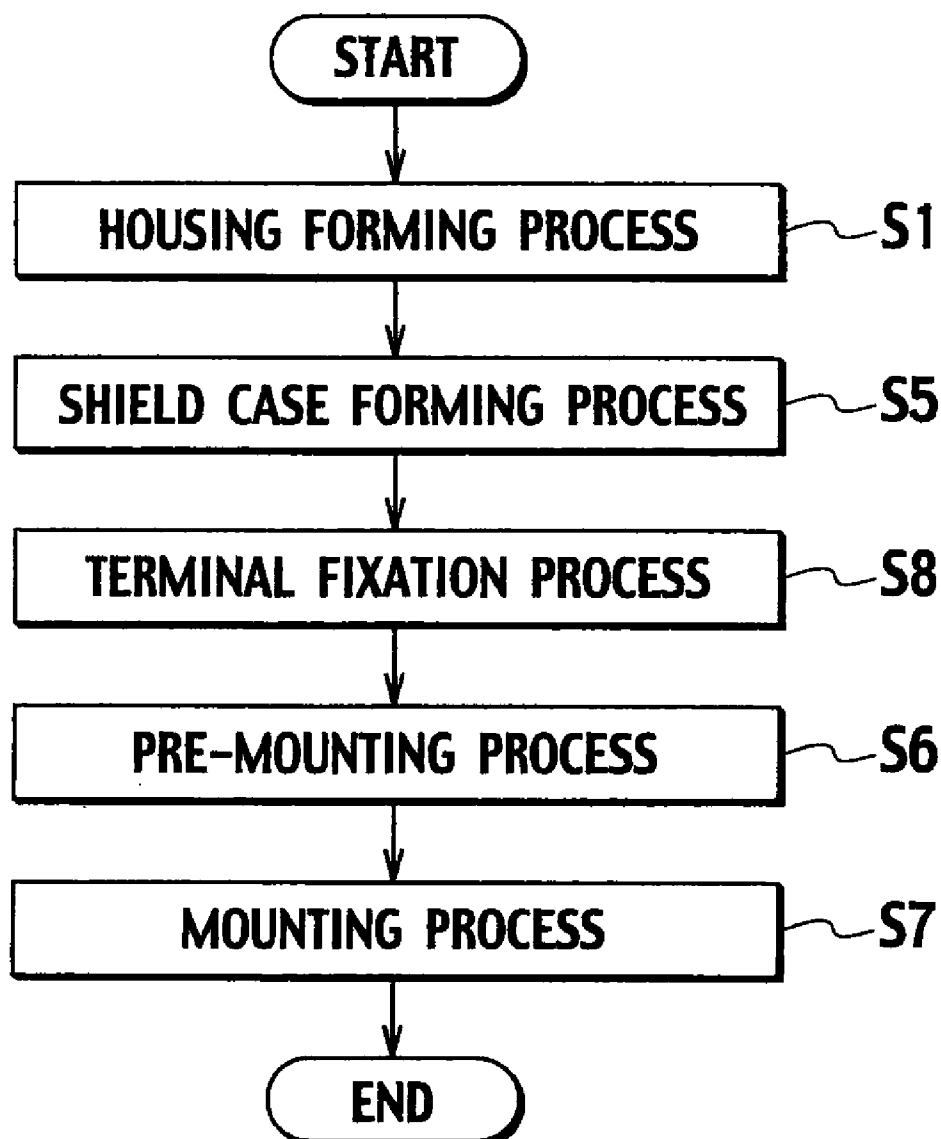 START
HOUSING FORMING PROCESS S1
SHIELD CASE FORMING PROCESS S5
TERMINAL FIXATION PROCESS S8
PRE-MOUNTING PROCESS S6
MOUNTING PROCESS S7
END